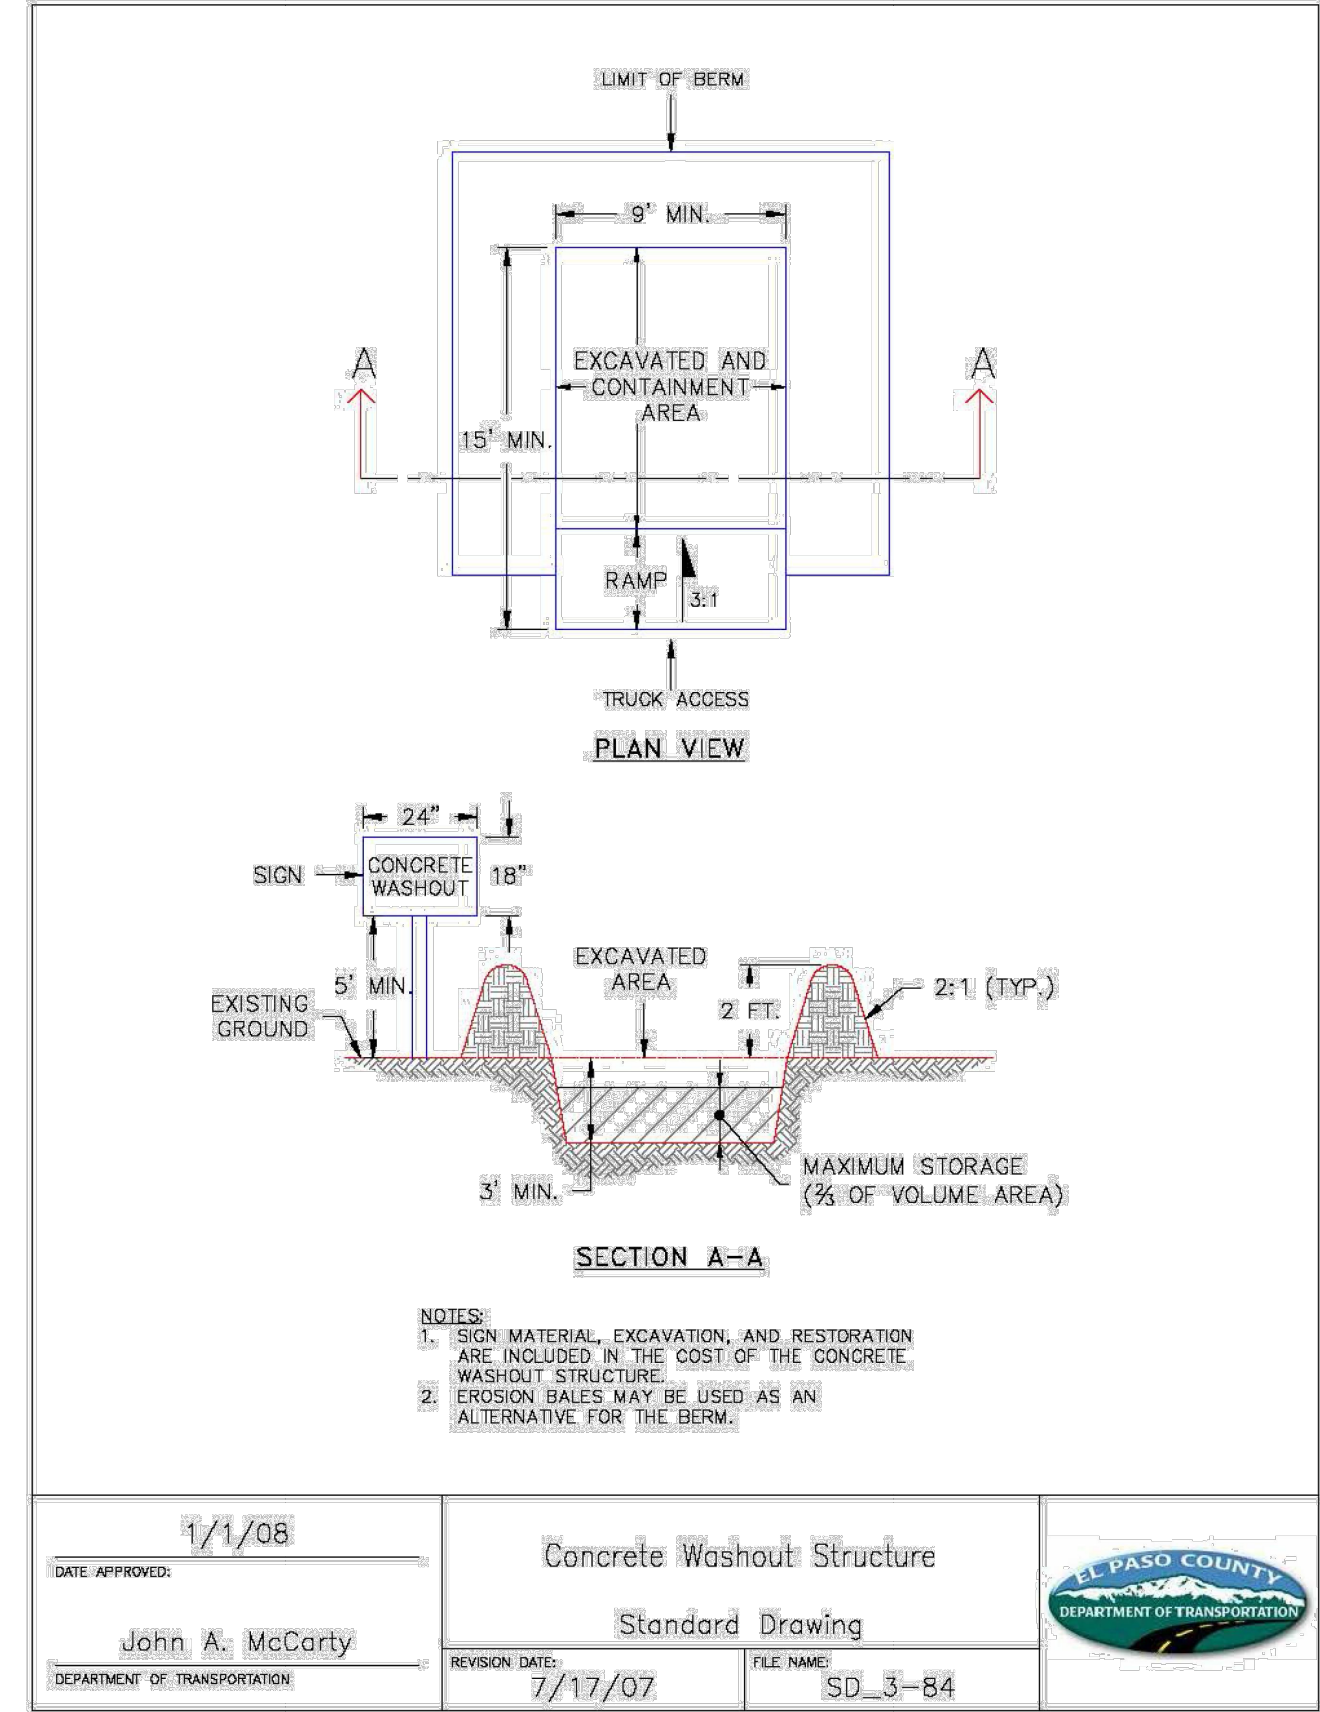 LIMIT OF BERM
9' MIN.
A
A
EXCAVATED AND
CONTAINMENT
AREA
15' MIN.
RAMP
3:1
TRUCK ACCESS
PLAN VIEW
24"
SIGN
CONCRETE
WASHOUT
18"
EXCAVATED
AREA
5' MIN.
2 FT.
2:1 (TYP.)
EXISTING
GROUND
3' MIN.
MAXIMUM STORAGE
(⅔ OF VOLUME AREA)
SECTION A-A
NOTES:
1. SIGN MATERIAL, EXCAVATION, AND RESTORATION
ARE INCLUDED IN THE COST OF THE CONCRETE
WASHOUT STRUCTURE.
2. EROSION BALES MAY BE USED AS AN
ALTERNATIVE FOR THE BERM.
1/1/08
DATE APPROVED:
John A. McCarty
DEPARTMENT OF TRANSPORTATION
Concrete Washout Structure
Standard Drawing
REVISION DATE:
7/17/07
FILE NAME:
SD_3-84
EL PASO COUNTY
DEPARTMENT OF TRANSPORTATION